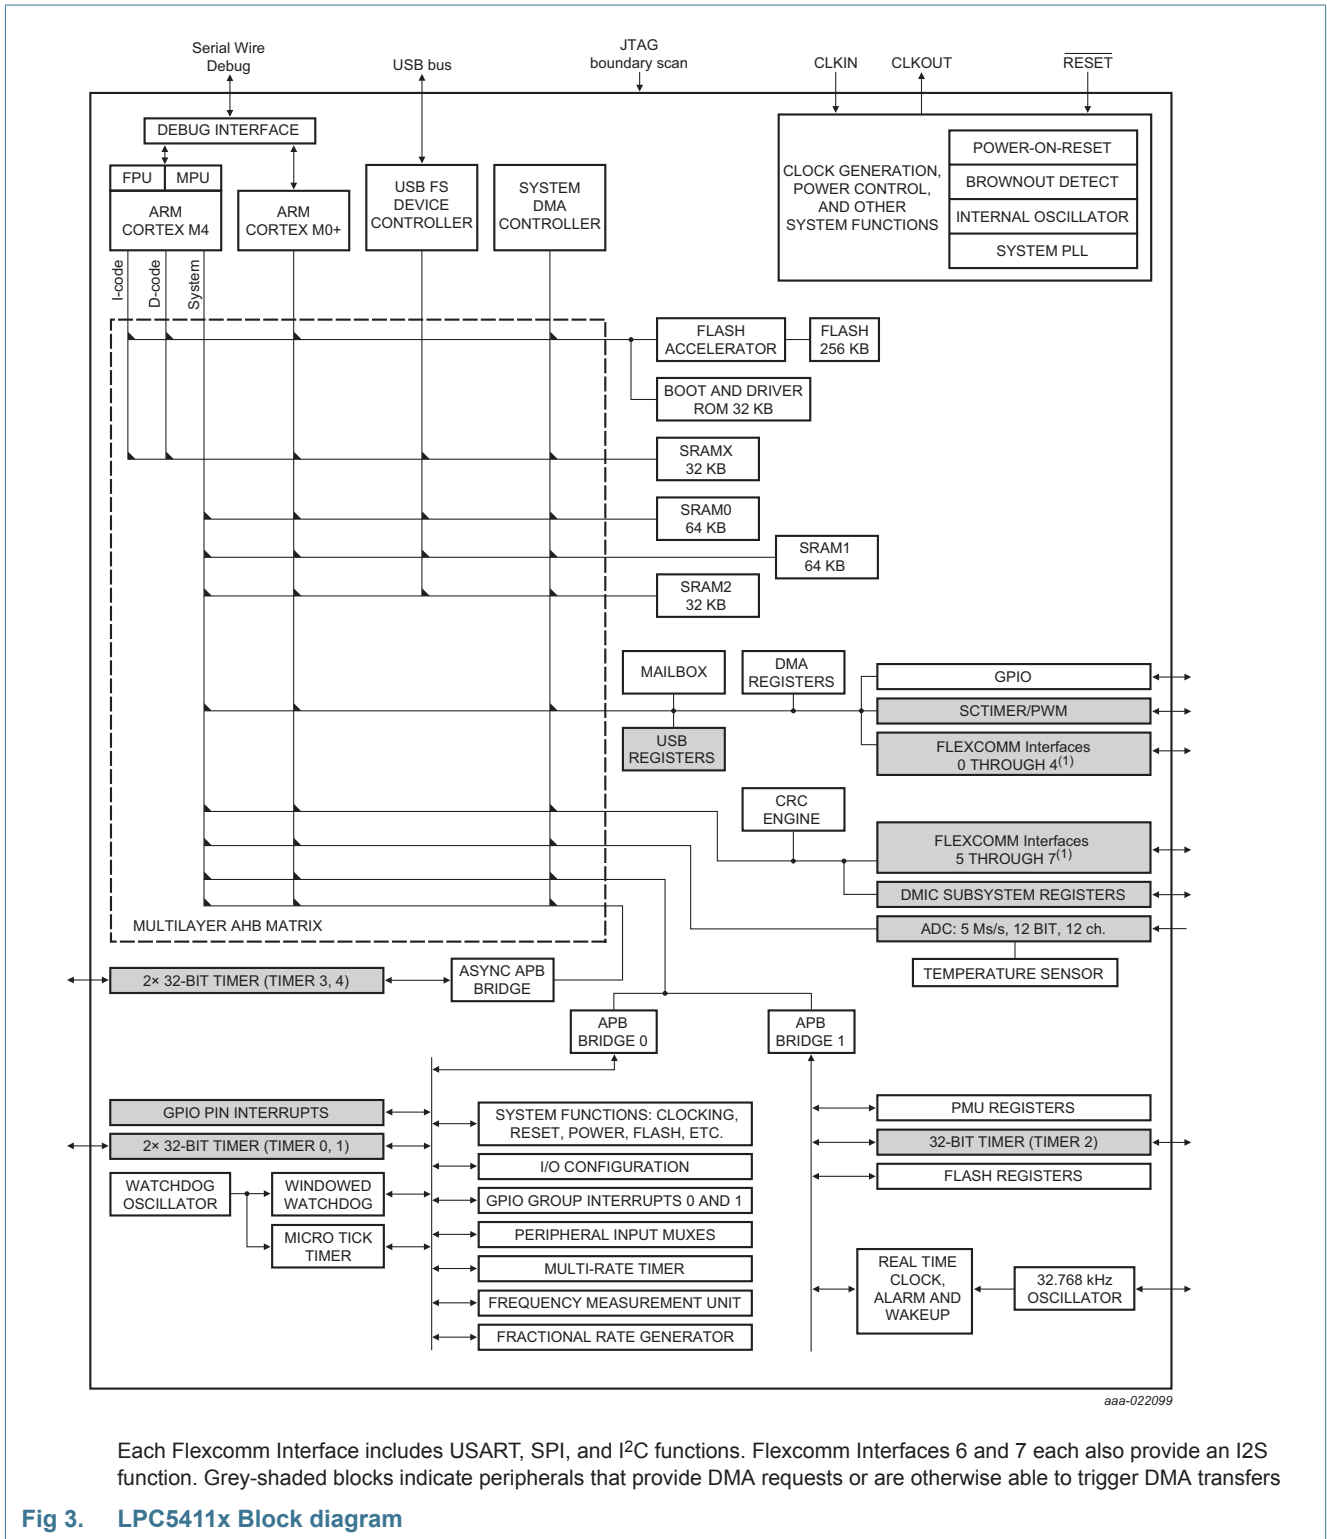 Serial Wire
Debug
USB bus
JTAG
boundary scan
CLKIN
CLKOUT
RESET
DEBUG INTERFACE
FPU
MPU
ARM
CORTEX M4
ARM
CORTEX M0+
USB FS
DEVICE
CONTROLLER
SYSTEM
DMA
CONTROLLER
CLOCK GENERATION,
POWER CONTROL,
AND OTHER
SYSTEM FUNCTIONS
POWER-ON-RESET
BROWNOUT DETECT
INTERNAL OSCILLATOR
SYSTEM PLL
I-code
D-code
System
FLASH
ACCELERATOR
FLASH
256 KB
BOOT AND DRIVER
ROM 32 KB
SRAMX
32 KB
SRAM0
64 KB
SRAM1
64 KB
SRAM2
32 KB
MAILBOX
DMA
REGISTERS
USB
REGISTERS
GPIO
SCTIMER/PWM
FLEXCOMM Interfaces
0 THROUGH 4(1)
CRC
ENGINE
FLEXCOMM Interfaces
5 THROUGH 7(1)
DMIC SUBSYSTEM REGISTERS
ADC: 5 Ms/s, 12 BIT, 12 ch.
TEMPERATURE SENSOR
MULTILAYER AHB MATRIX
2× 32-BIT TIMER (TIMER 3, 4)
ASYNC APB
BRIDGE
APB
BRIDGE 0
APB
BRIDGE 1
GPIO PIN INTERRUPTS
2× 32-BIT TIMER (TIMER 0, 1)
WATCHDOG
OSCILLATOR
WINDOWED
WATCHDOG
MICRO TICK
TIMER
SYSTEM FUNCTIONS: CLOCKING,
RESET, POWER, FLASH, ETC.
I/O CONFIGURATION
GPIO GROUP INTERRUPTS 0 AND 1
PERIPHERAL INPUT MUXES
MULTI-RATE TIMER
FREQUENCY MEASUREMENT UNIT
FRACTIONAL RATE GENERATOR
PMU REGISTERS
32-BIT TIMER (TIMER 2)
FLASH REGISTERS
REAL TIME
CLOCK,
ALARM AND
WAKEUP
32.768 kHz
OSCILLATOR
aaa-022099
Each Flexcomm Interface includes USART, SPI, and I2C functions. Flexcomm Interfaces 6 and 7 each also provide an I2S
function. Grey-shaded blocks indicate peripherals that provide DMA requests or are otherwise able to trigger DMA transfers
Fig 3. LPC5411x Block diagram